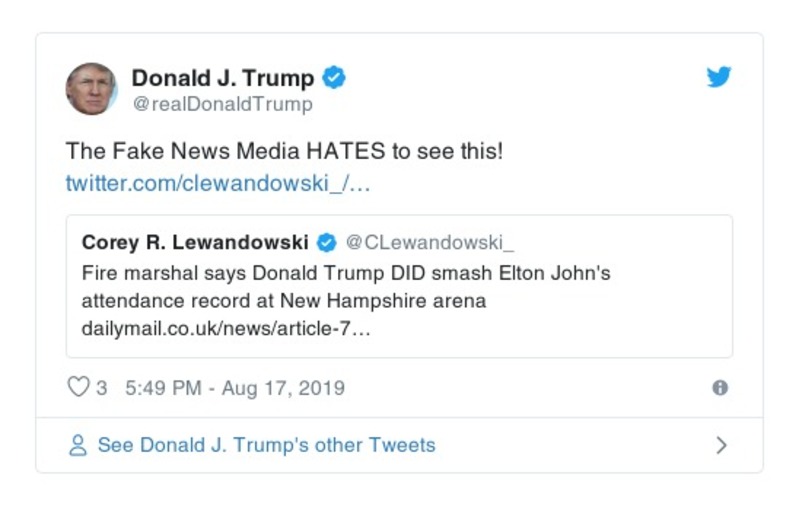 Donald J. Trump
@realDonaldTrump
The Fake News Media HATES to see this!
twitter.com/clewandowski_/…
Corey R. Lewandowski @CLewandowski_
Fire marshal says Donald Trump DID smash Elton John's
attendance record at New Hampshire arena
dailymail.co.uk/news/article-7…
3 5:49 PM - Aug 17, 2019
See Donald J. Trump's other Tweets